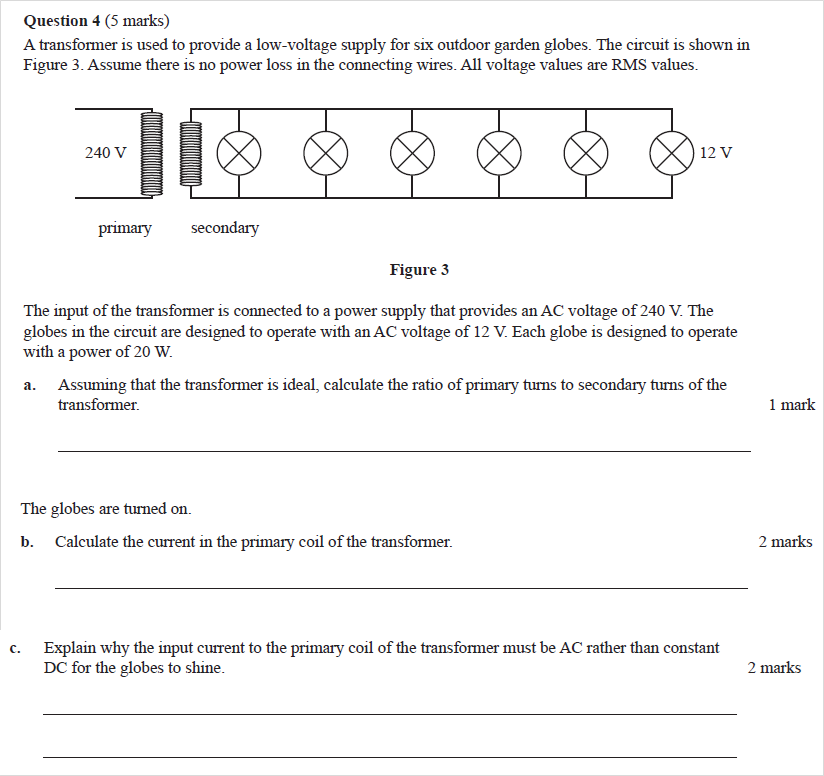 Question 4 (5 marks)
A transformer is used to provide a low-voltage supply for six outdoor garden globes. The circuit is shown in
Figure 3. Assume there is no power loss in the connecting wires. All voltage values are RMS values.
240 V
12 V
primary
secondary
Figure 3
The input of the transformer is connected to a power supply that provides an AC voltage of 240 V. The
globes in the circuit are designed to operate with an AC voltage of 12 V. Each globe is designed to operate
with a power of 20 W.
a. Assuming that the transformer is ideal, calculate the ratio of primary turns to secondary turns of the
transformer. 1 mark
The globes are turned on.
b. Calculate the current in the primary coil of the transformer. 2 marks
c. Explain why the input current to the primary coil of the transformer must be AC rather than constant
DC for the globes to shine. 2 marks